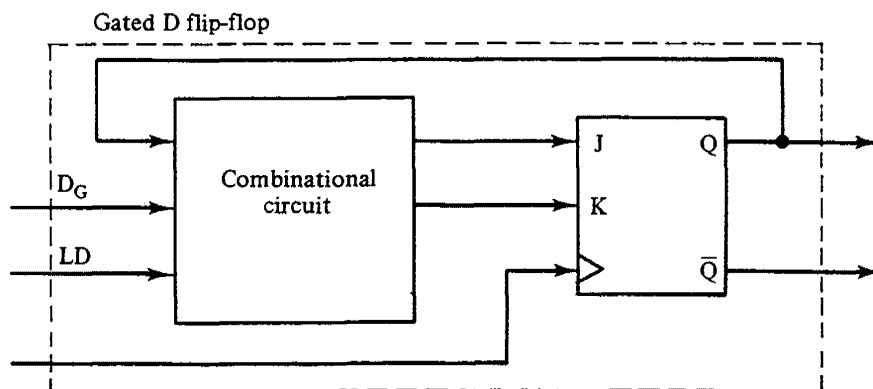 Gated D flip-flop
D_G
LD
Combinational
circuit
J
K
Q
Q̅